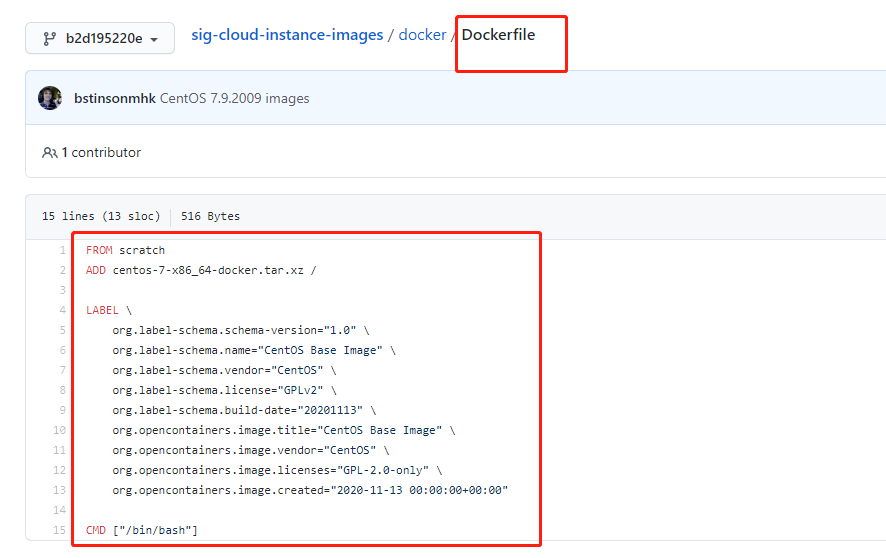 b2d195220e
sig-cloud-instance-images / docker / Dockerfile
bstinsonmhk CentOS 7.9.2009 images
1 contributor
15 lines (13 sloc) 516 Bytes
1 FROM scratch
2 ADD centos-7-x86_64-docker.tar.xz /
3
4 LABEL \
5 org.label-schema.schema-version="1.0" \
6 org.label-schema.name="CentOS Base Image" \
7 org.label-schema.vendor="CentOS" \
8 org.label-schema.license="GPLv2" \
9 org.label-schema.build-date="20201113" \
10 org.opencontainers.image.title="CentOS Base Image" \
11 org.opencontainers.image.vendor="CentOS" \
12 org.opencontainers.image.licenses="GPL-2.0-only" \
13 org.opencontainers.image.created="2020-11-13 00:00:00+00:00"
14
15 CMD ["/bin/bash"]